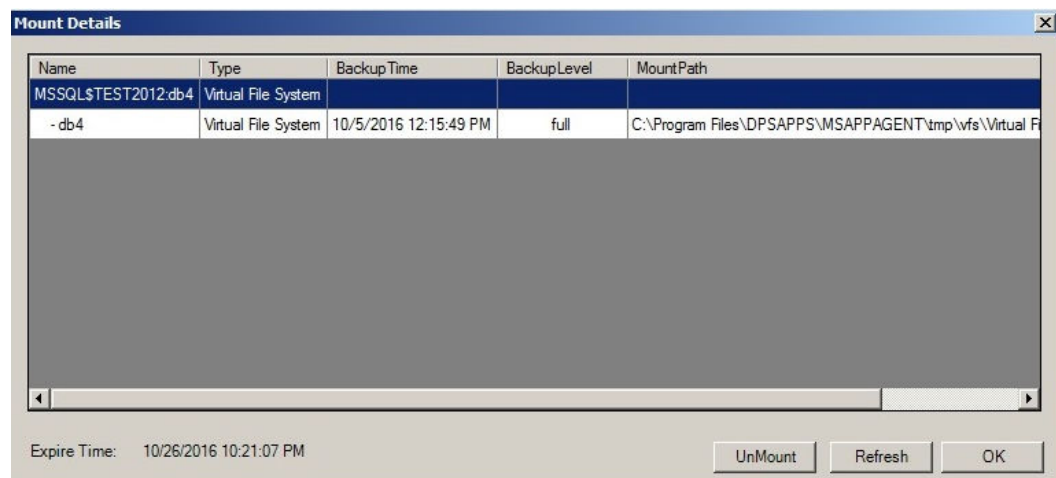 Mount Details
Name Type BackupTime BackupLevel MountPath
MSSQL$TEST2012:db4 Virtual File System
- db4 Virtual File System 10/5/2016 12:15:49 PM full C:\Program Files\DPSAPPS\MSAPPAGENT\tmp\vfs\Virtual Fi
Expire Time: 10/26/2016 10:21:07 PM
UnMount Refresh OK